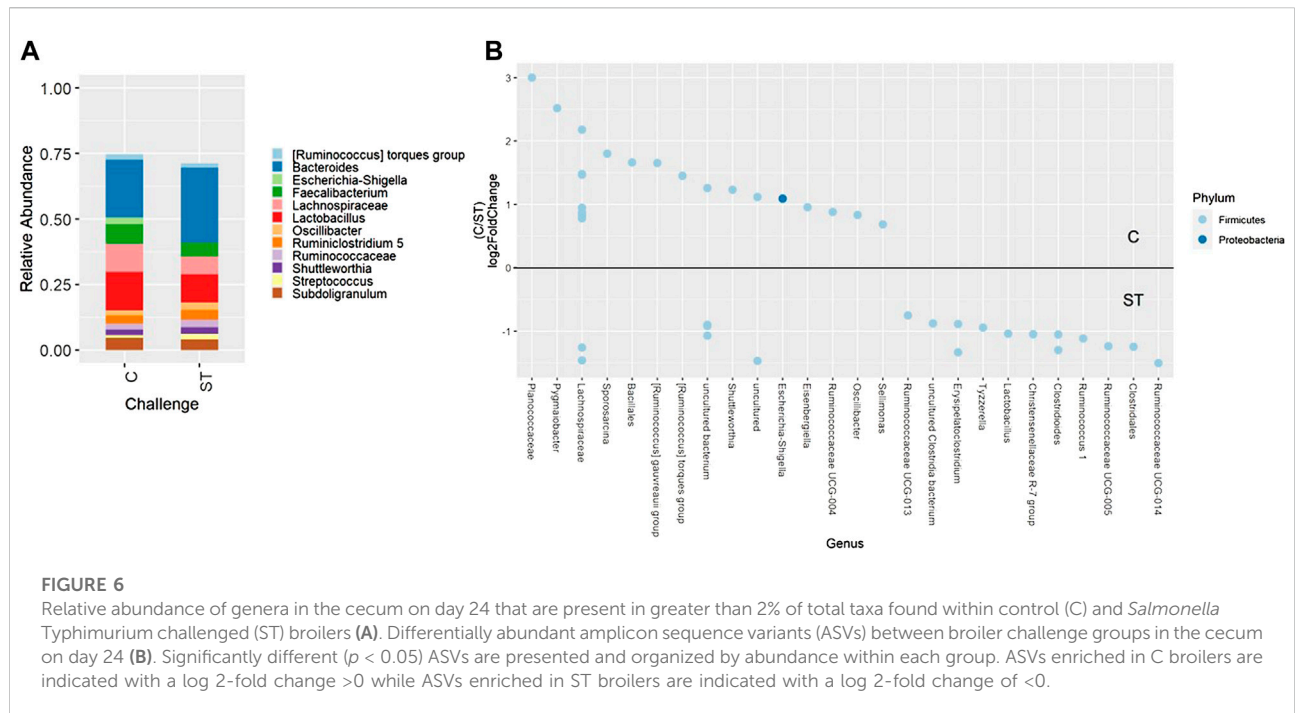 A
1.00
0.75
0.50
0.25
0.00
Relative Abundance
C
ST
Challenge
[Ruminococcus] torques group
Bacteroides
Escherichia-Shigella
Faecalibacterium
Lachnospiraceae
Lactobacillus
Oscillibacter
Ruminiclostridium 5
Ruminococcaceae
Shuttleworthia
Streptococcus
Subdoligranulum
B
3
2
1
0
-1
(C/ST)
log2FoldChange
C
ST
Planococcaceae
Pygmaiobacter
Lachnospiraceae
Sporosarcina
Bacillales
[Ruminococcus] gauvreauii group
[Ruminococcus] torques group
uncultured bacterium
Shuttleworthia
uncultured
Escherichia-Shigella
Eisenbergiella
Ruminococcaceae UCG-004
Oscillibacter
Sellimonas
Ruminococcaceae UCG-013
uncultured Clostridia bacterium
Erysipelatoclostridium
Tyzzerella
Lactobacillus
Christensenellaceae R-7 group
Clostridioides
Ruminococcus 1
Ruminococcaceae UCG-005
Clostridiales
Ruminococcaceae UCG-014
Genus
Phylum
Firmicutes
Proteobacteria
FIGURE 6
Relative abundance of genera in the cecum on day 24 that are present in greater than 2% of total taxa found within control (C) and Salmonella
Typhimurium challenged (ST) broilers (A). Differentially abundant amplicon sequence variants (ASVs) between broiler challenge groups in the cecum
on day 24 (B). Significantly different (p < 0.05) ASVs are presented and organized by abundance within each group. ASVs enriched in C broilers are
indicated with a log 2-fold change >0 while ASVs enriched in ST broilers are indicated with a log 2-fold change of <0.